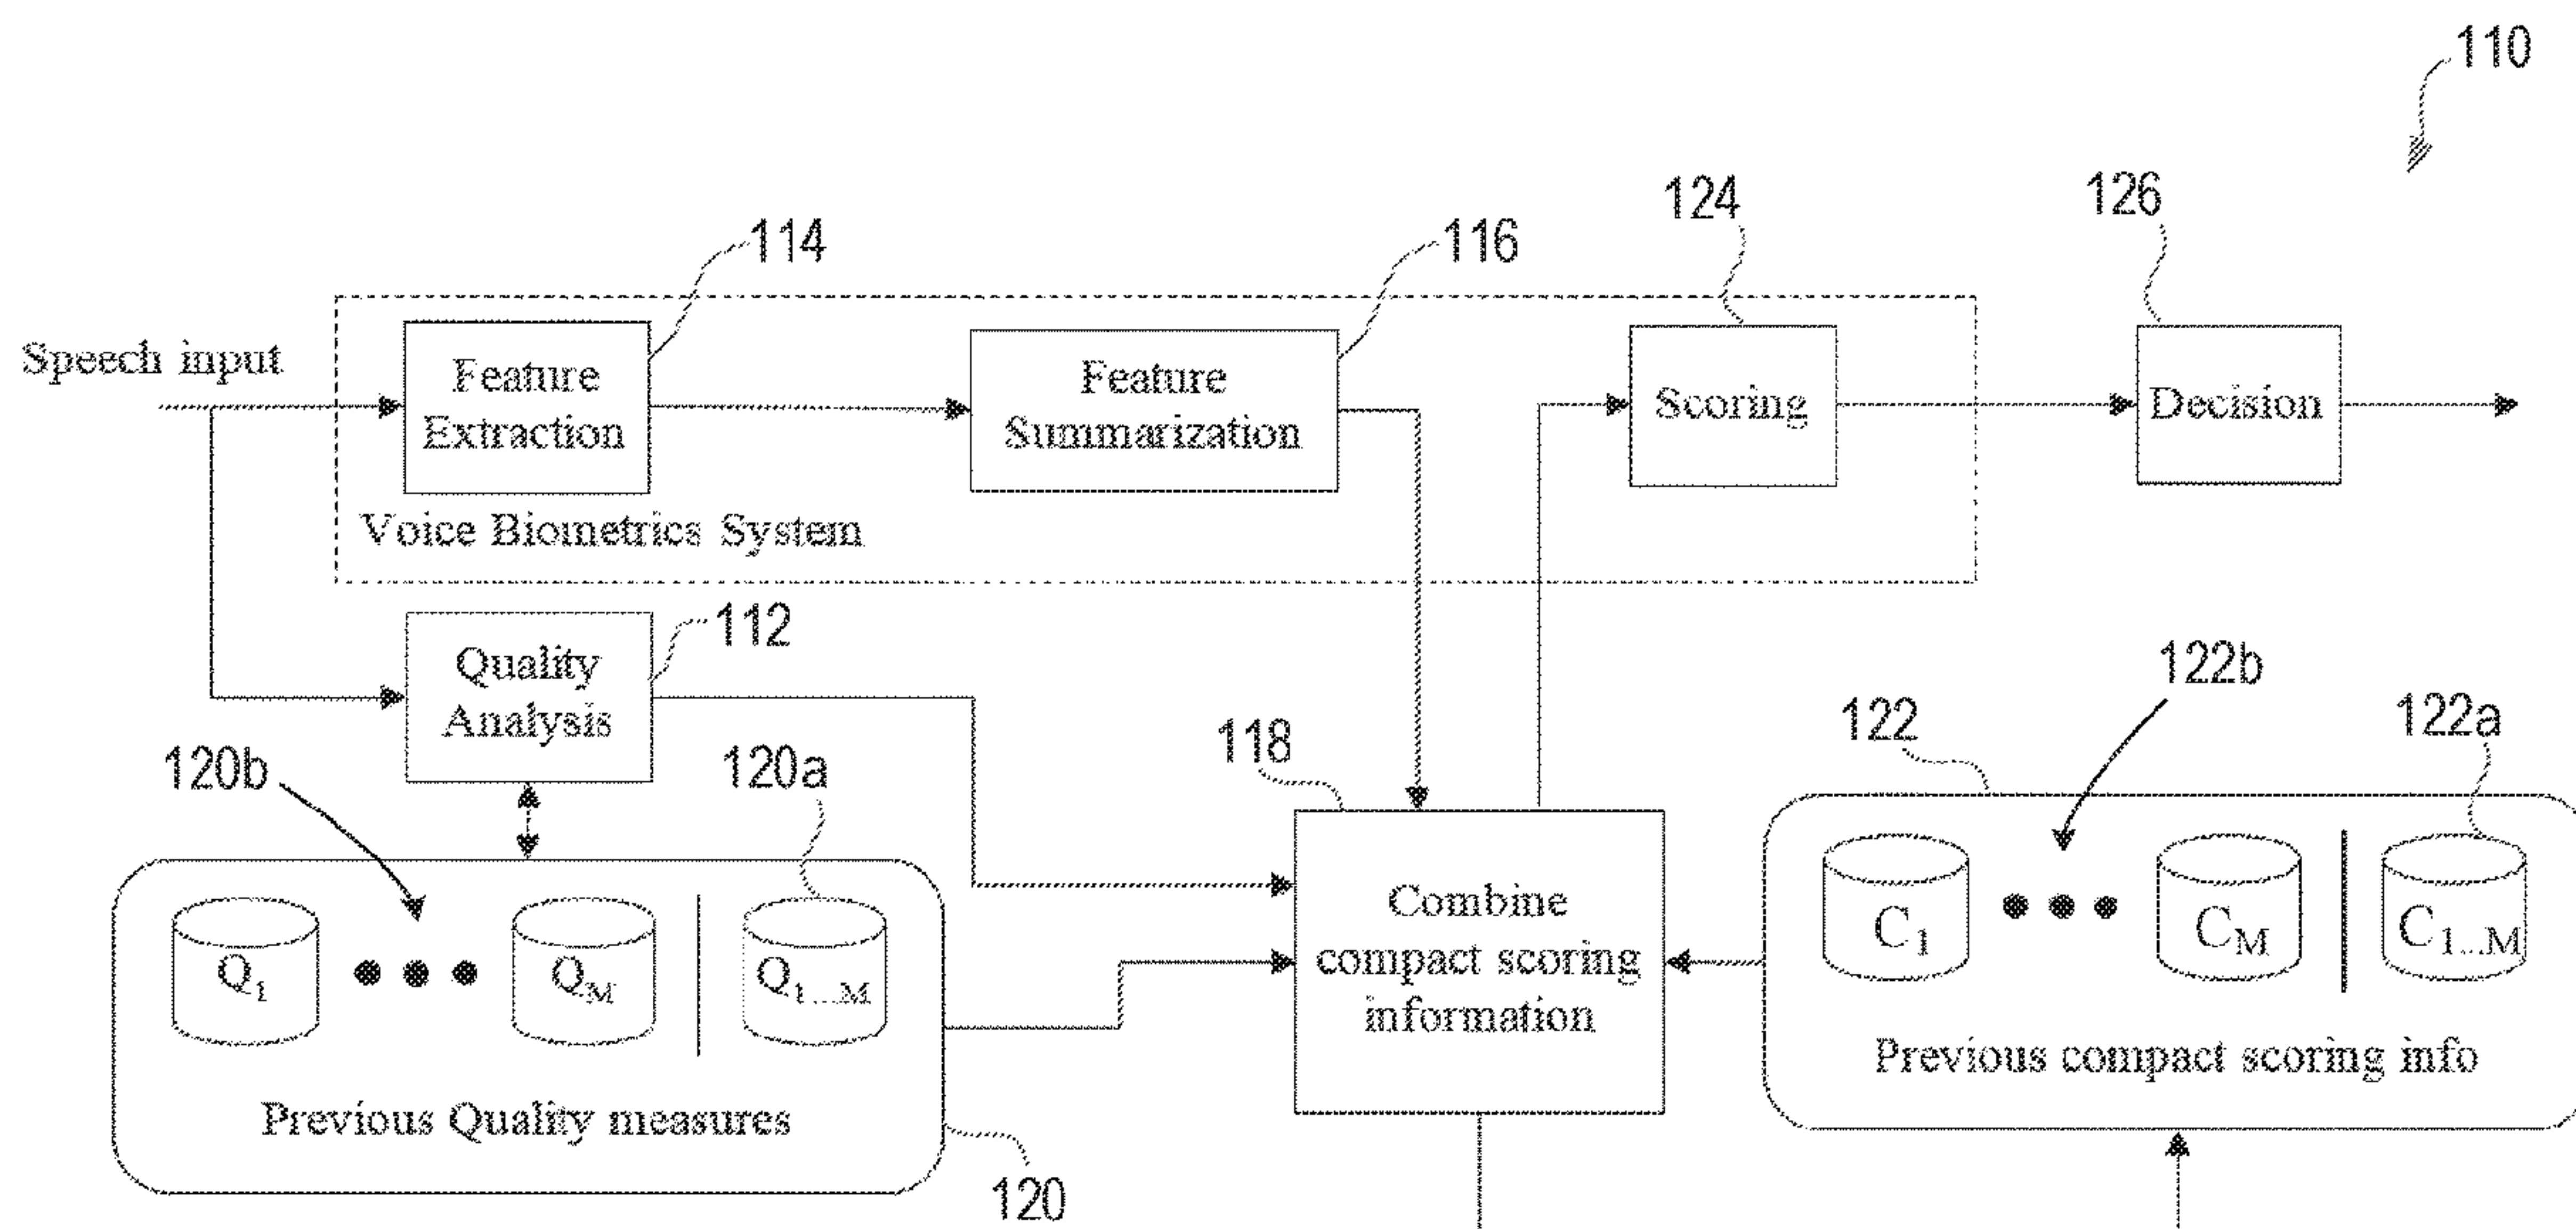 110
124
126
114
116
Speech input
Feature
Extraction
Feature
Summarization
Scoring
Decision
Voice Biometrics System
112
Quality
Analysis
122b
122
122a
118
120b
120a
Q1
QM
Q1...M
Combine
compact scoring
information
C1
CM
C1...M
Previous compact scoring info
Previous Quality measures
120